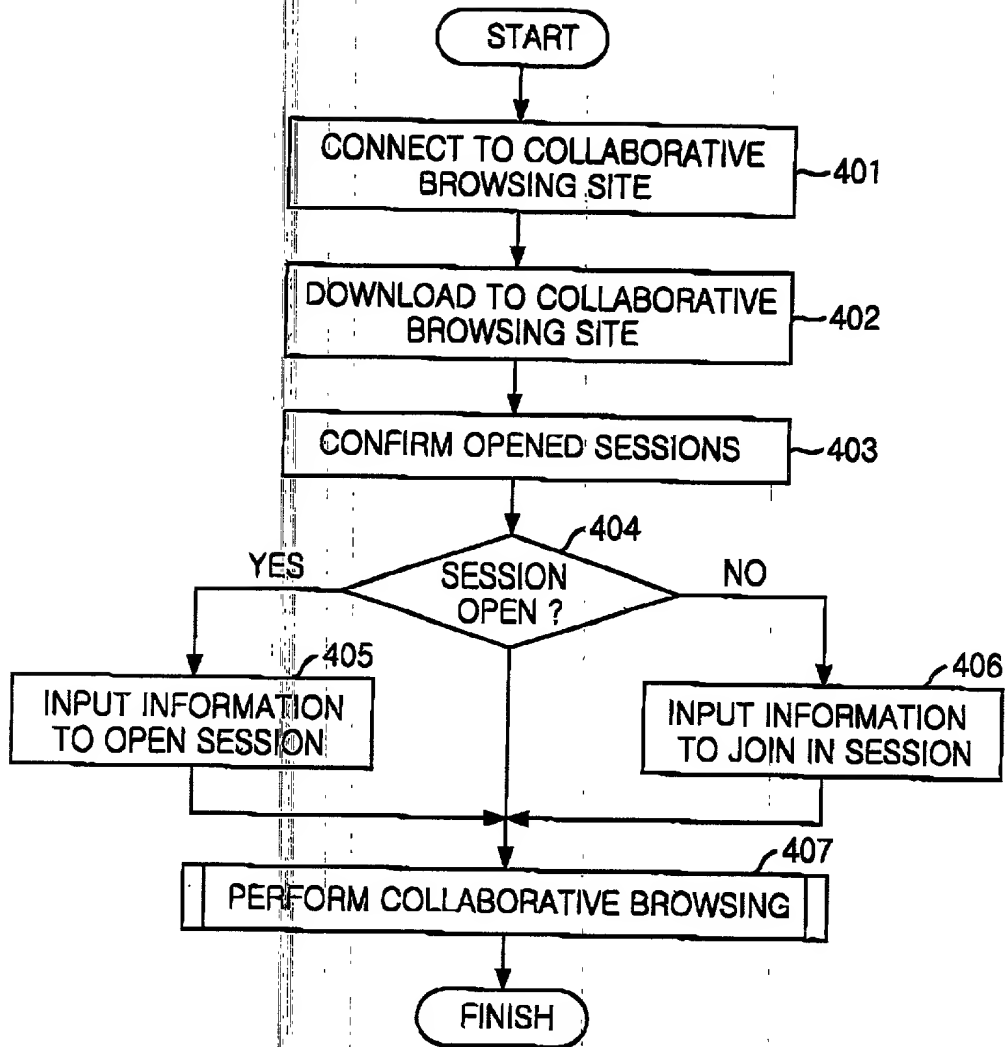 START
CONNECT TO COLLABORATIVE
BROWSING SITE
401
DOWNLOAD TO COLLABORATIVE
BROWSING SITE
402
CONFIRM OPENED SESSIONS
403
404
YES
SESSION
OPEN ?
NO
405
INPUT INFORMATION
TO OPEN SESSION
406
INPUT INFORMATION
TO JOIN IN SESSION
407
PERFORM COLLABORATIVE BROWSING
FINISH